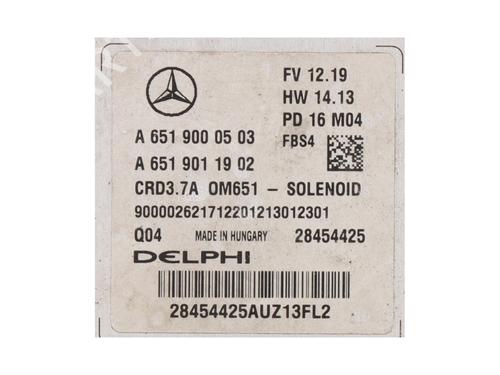 FV 12.19
HW 14.13
PD 16 M04
FBS4
A 651 900 05 03
A 651 901 19 02
CRD3.7A OM651 - SOLENOID
9000026217122012130123​01
Q04 MADE IN HUNGARY 28454425
DELPHI
28454425AUZ13FL2